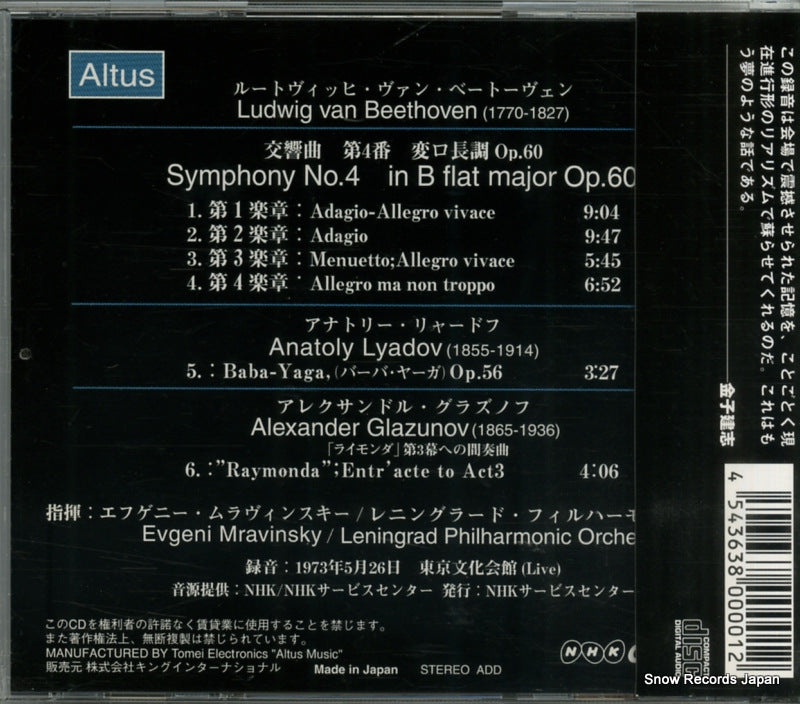 Altus
ルートヴィッヒ・ヴァン・ベートーヴェン
Ludwig van Beethoven (1770-1827)
交響曲　第4番　変ロ長調 Op.60
Symphony No.4　in B flat major Op.60
1. 第1楽章：Adagio-Allegro vivace 9:04
2. 第2楽章：Adagio 9:47
3. 第3楽章：Menuetto;Allegro vivace 5:45
4. 第4楽章：Allegro ma non troppo 6:52
アナトリー・リャードフ
Anatoly Lyadov (1855-1914)
5.：Baba-Yaga,（バーバ・ヤーガ）Op.56 3:27
アレクサンドル・グラズノフ
Alexander Glazunov (1865-1936)
「ライモンダ」第3幕への間奏曲
6.：”Raymonda”;Entr'acte to Act3 4:06
指揮：エフゲニー・ムラヴィンスキー/レニングラード・フィルハーモ
Evgeni Mravinsky / Leningrad Philharmonic Orche
録音：1973年5月26日　東京文化会館 (Live)
音源提供：NHK/NHKサービスセンター 発行：NHKサービスセンター
このCDを権利者の許諾なく賃貸業に使用することを禁じます。
また著作権法上、無断複製は禁じられています。
MANUFACTURED BY Tomei Electronics "Altus Music"
販売元 株式会社キングインターナショナル
Made in Japan
STEREO ADD
NHK
この録音は会場で震撼させられた記憶を、ことごとく現
在進行形のリアリズムで蘇らせてくれるのだ。これはも
う夢のような話である。
金子建志
4 543638 000012
COMPACT
disc
DIGITAL AUDIO
Snow Records Japan